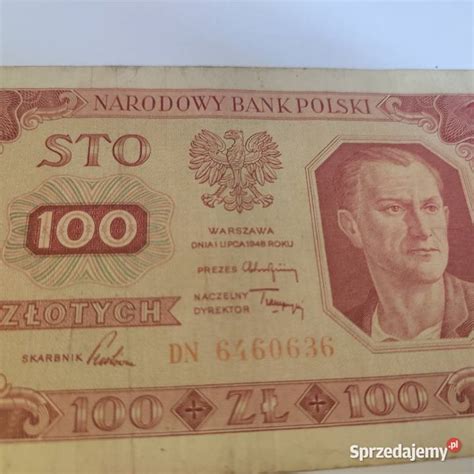 NARODOWY BANK POLSKI
STO
100
ZŁOTYCH
WARSZAWA
DNIA 1 LIPCA 1948 ROKU
PREZES
NACZELNY
DYREKTOR
SKARBNIK
DN 6460636
100 ZŁ 100
Sprzedajemy.pl